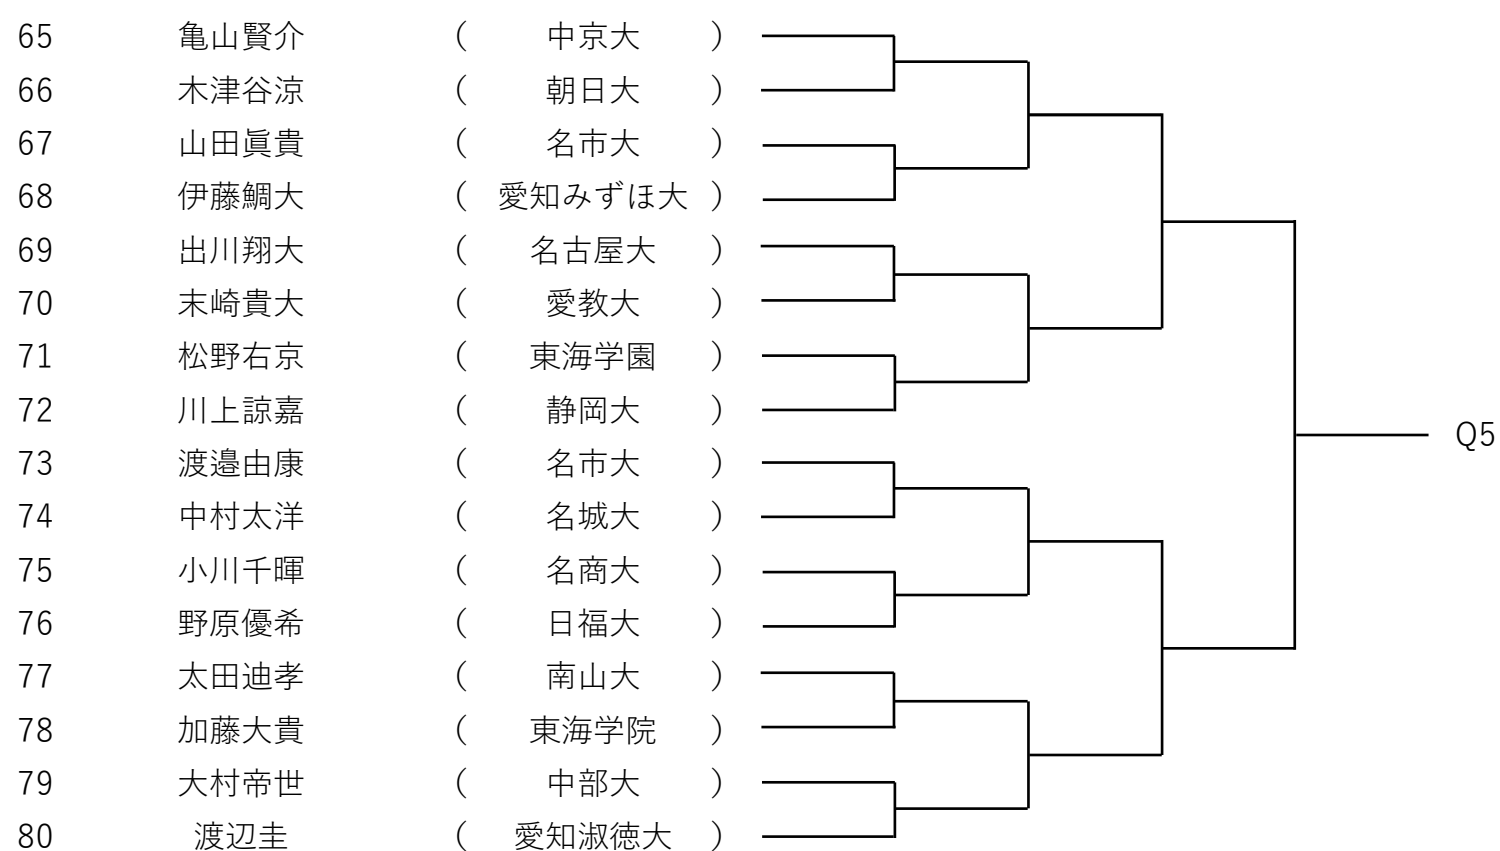 65 亀山賢介 ( 中京大 )
66 木津谷涼 ( 朝日大 )
67 山田眞貴 ( 名市大 )
68 伊藤鯛大 ( 愛知みずほ大 )
69 出川翔大 ( 名古屋大 )
70 末崎貴大 ( 愛教大 )
71 松野右京 ( 東海学園 )
72 川上諒嘉 ( 静岡大 )
Q5
73 渡邉由康 ( 名市大 )
74 中村太洋 ( 名城大 )
75 小川千暉 ( 名商大 )
76 野原優希 ( 日福大 )
77 太田迪孝 ( 南山大 )
78 加藤大貴 ( 東海学院 )
79 大村帝世 ( 中部大 )
80 渡辺圭 ( 愛知淑徳大 )